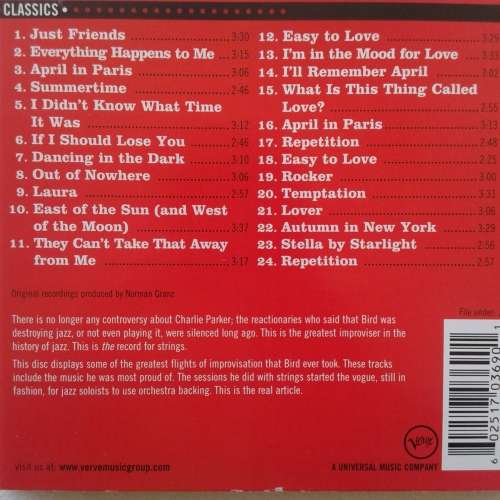 CLASSICS
1. Just Friends 3:30
2. Everything Happens to Me 3:15
3. April in Paris 3:06
4. Summertime 2:46
5. I Didn't Know What Time
It Was 3:12
6. If I Should Lose You 2:46
7. Dancing in the Dark 3:10
8. Out of Nowhere 3:06
9. Laura 2:57
10. East of the Sun (and West
of the Moon) 3:37
11. They Can't Take That Away
from Me 3:17
12. Easy to Love 3:29
13. I'm in the Mood for Love 3:33
14. I'll Remember April 3:02
15. What Is This Thing Called
Love? 2:55
16. April in Paris 3:13
17. Repetition 2:48
18. Easy to Love 2:25
19. Rocker 3:00
20. Temptation 3:31
21. Lover 3:06
22. Autumn in New York 3:29
23. Stella by Starlight 2:56
24. Repetition 2:57
Original recordings produced by Norman Granz
There is no longer any controversy about Charlie Parker; the reactionaries who said that Bird was
destroying jazz, or not even playing it, were silenced long ago. This is the greatest improviser in the
history of jazz. This is the record for strings.
This disc displays some of the greatest flights of improvisation that Bird ever took. These tracks
include the music he was most proud of. The sessions he did with strings started the vogue, still in
fashion, for jazz soloists to use orchestra backing. This is the real article.
File under:
6 02517 03690 1
Verve
visit us at: www.vervemusicgroup.com
A UNIVERSAL MUSIC COMPANY